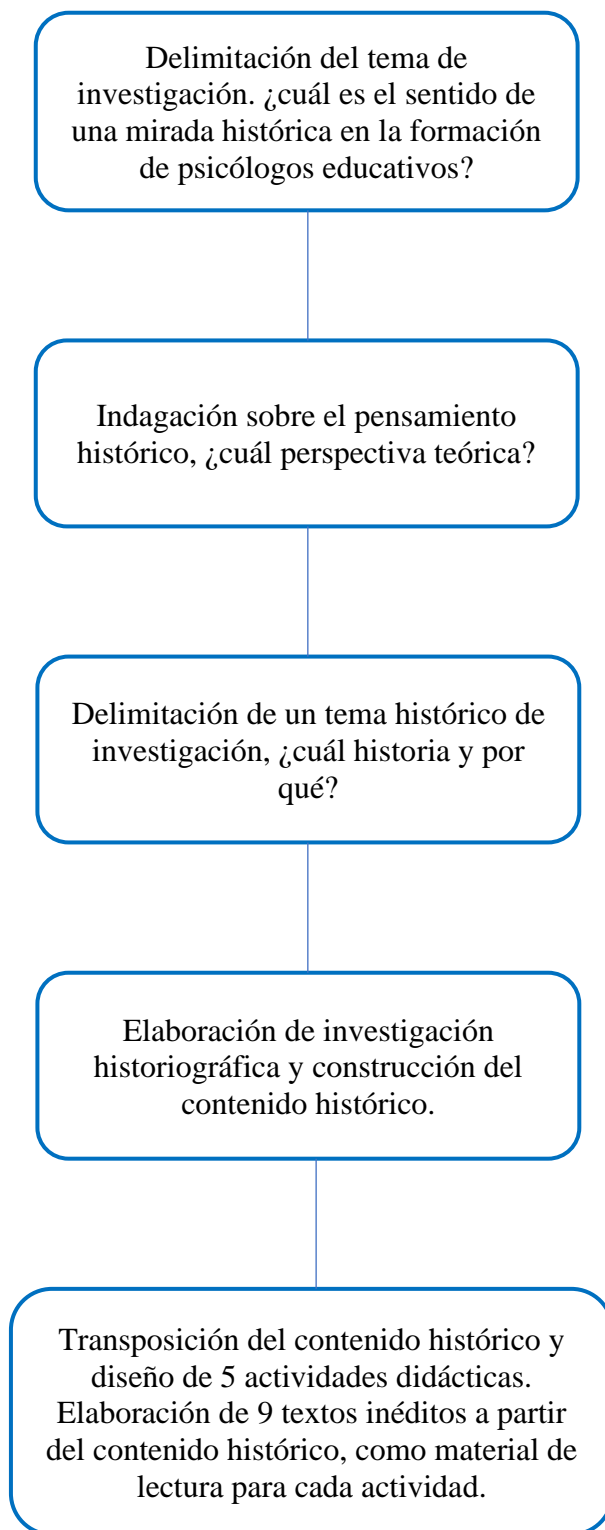 Delimitación del tema de
investigación. ¿cuál es el sentido de
una mirada histórica en la formación
de psicólogos educativos?
Indagación sobre el pensamiento
histórico, ¿cuál perspectiva teórica?
Delimitación de un tema histórico de
investigación, ¿cuál historia y por
qué?
Elaboración de investigación
historiográfica y construcción del
contenido histórico.
Transposición del contenido histórico y
diseño de 5 actividades didácticas.
Elaboración de 9 textos inéditos a partir
del contenido histórico, como material de
lectura para cada actividad.